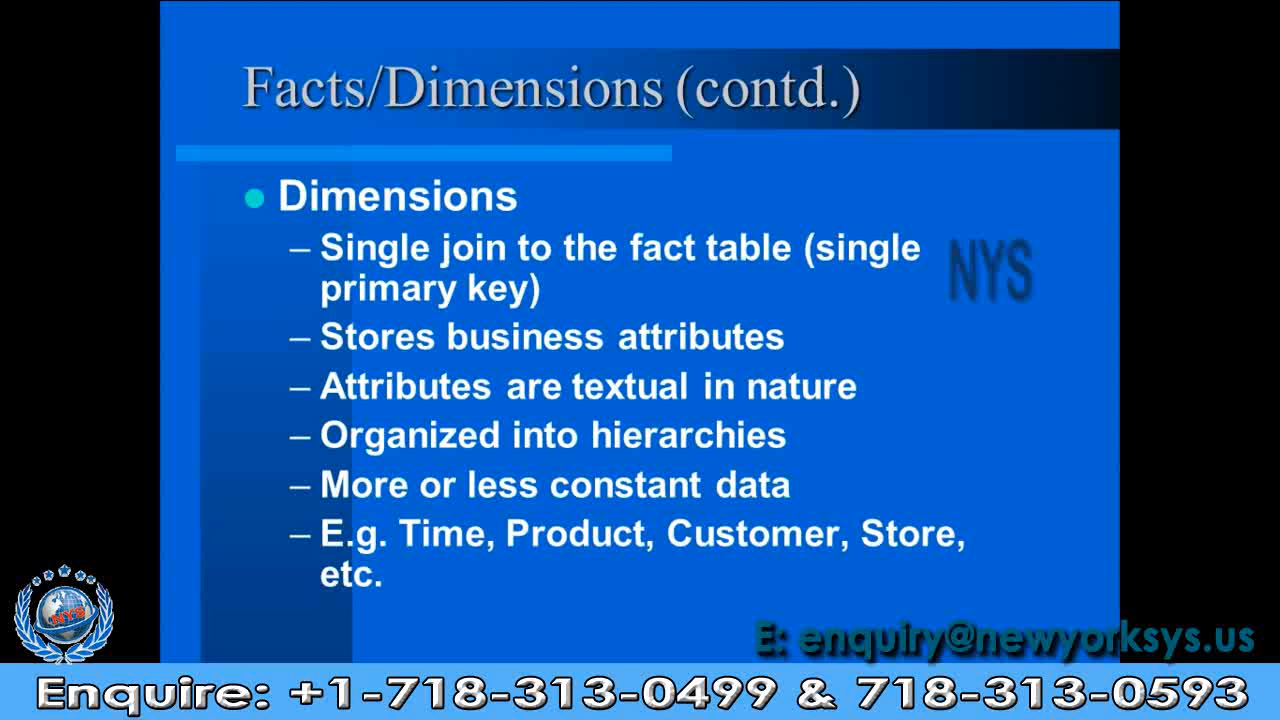 Facts/Dimensions (contd.)
● Dimensions
– Single join to the fact table (single
primary key)
NYS
– Stores business attributes
– Attributes are textual in nature
– Organized into hierarchies
– More or less constant data
– E.g. Time, Product, Customer, Store,
etc.
NYS
E: enquiry@newyorksys.us
Enquire: +1-718-313-0499 & 718-313-0593